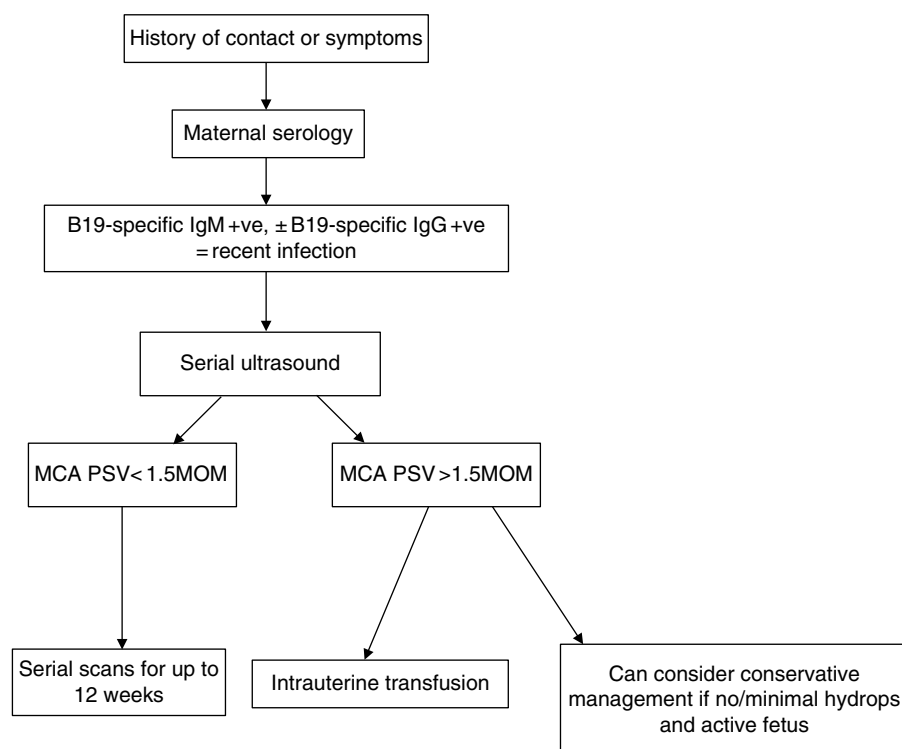 History of contact or symptoms
Maternal serology
B19-specific IgM +ve, ± B19-specific IgG +ve
= recent infection
Serial ultrasound
MCA PSV< 1.5MOM
MCA PSV >1.5MOM
Serial scans for up to
12 weeks
Intrauterine transfusion
Can consider conservative
management if no/minimal hydrops
and active fetus